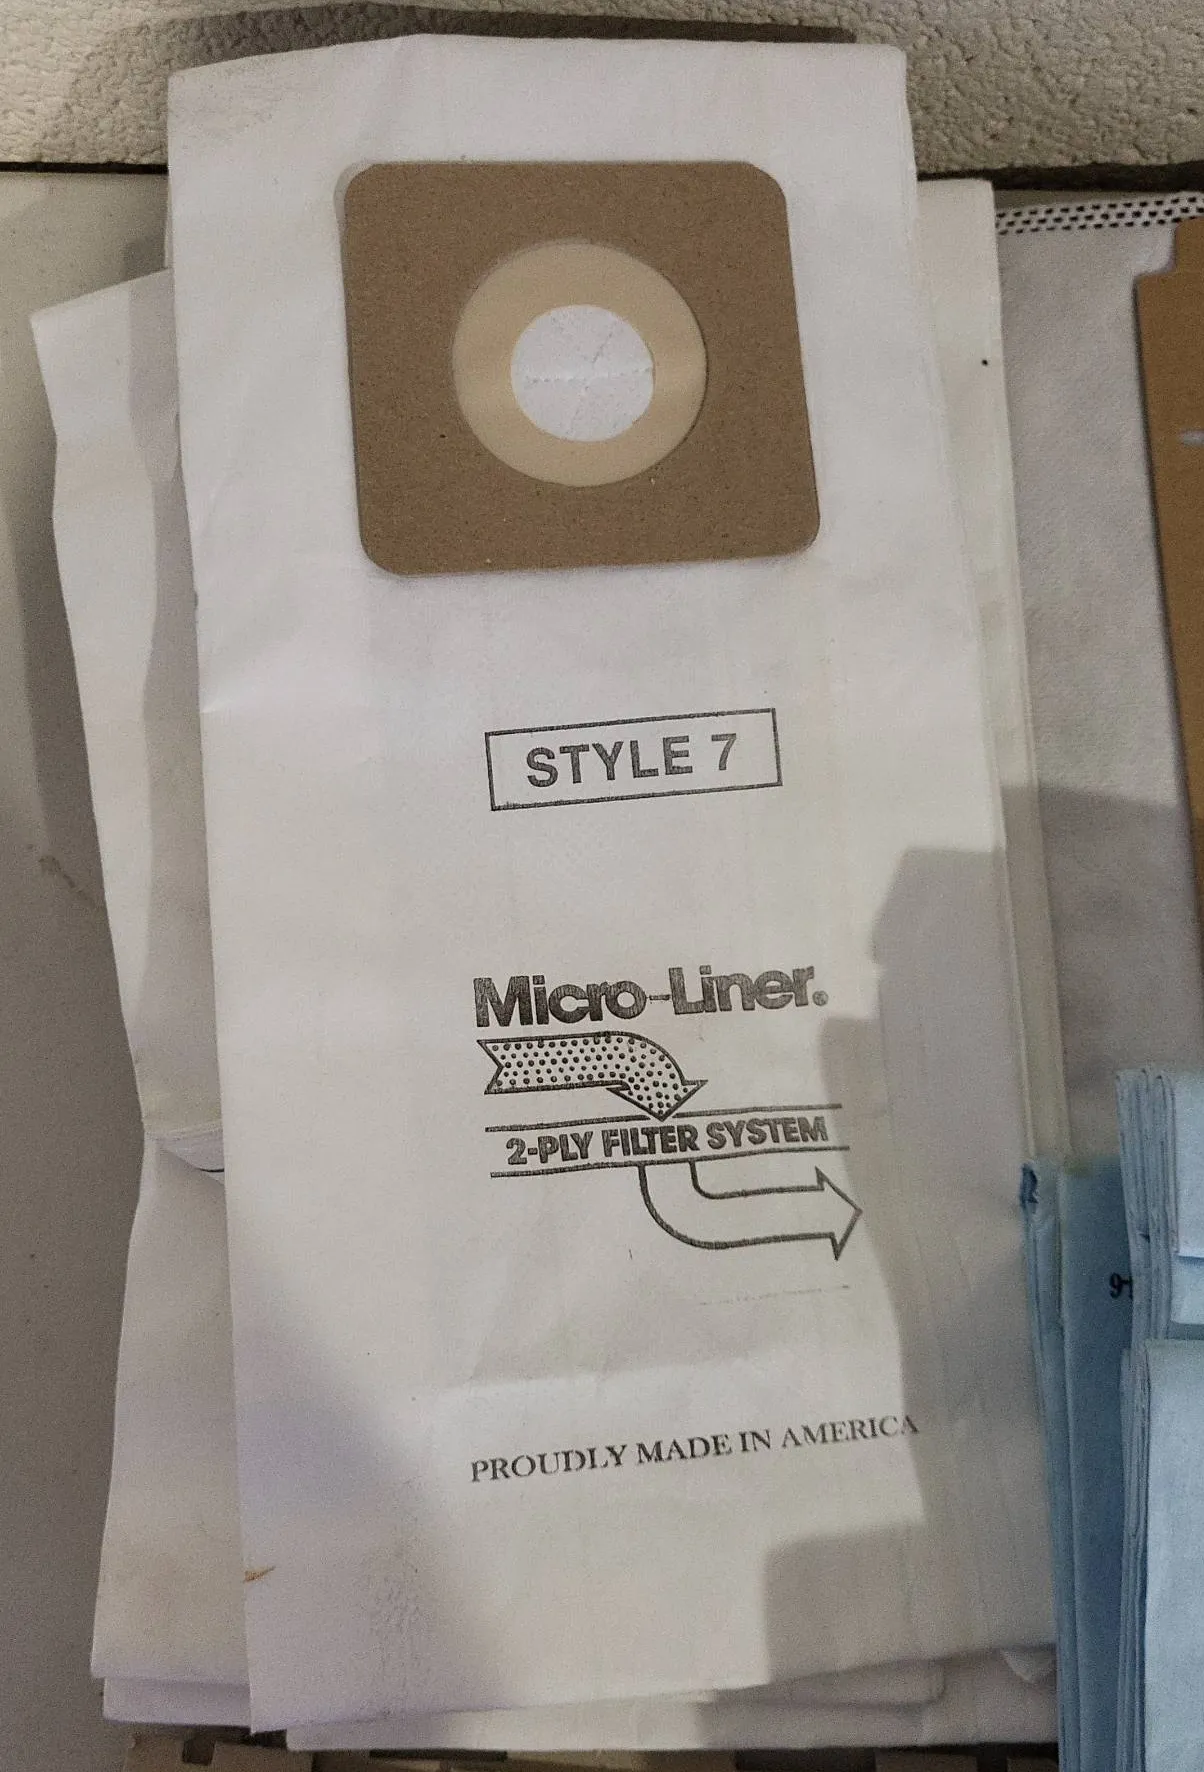 STYLE 7
Micro-Liner®
2-PLY FILTER SYSTEM
PROUDLY MADE IN AMERICA